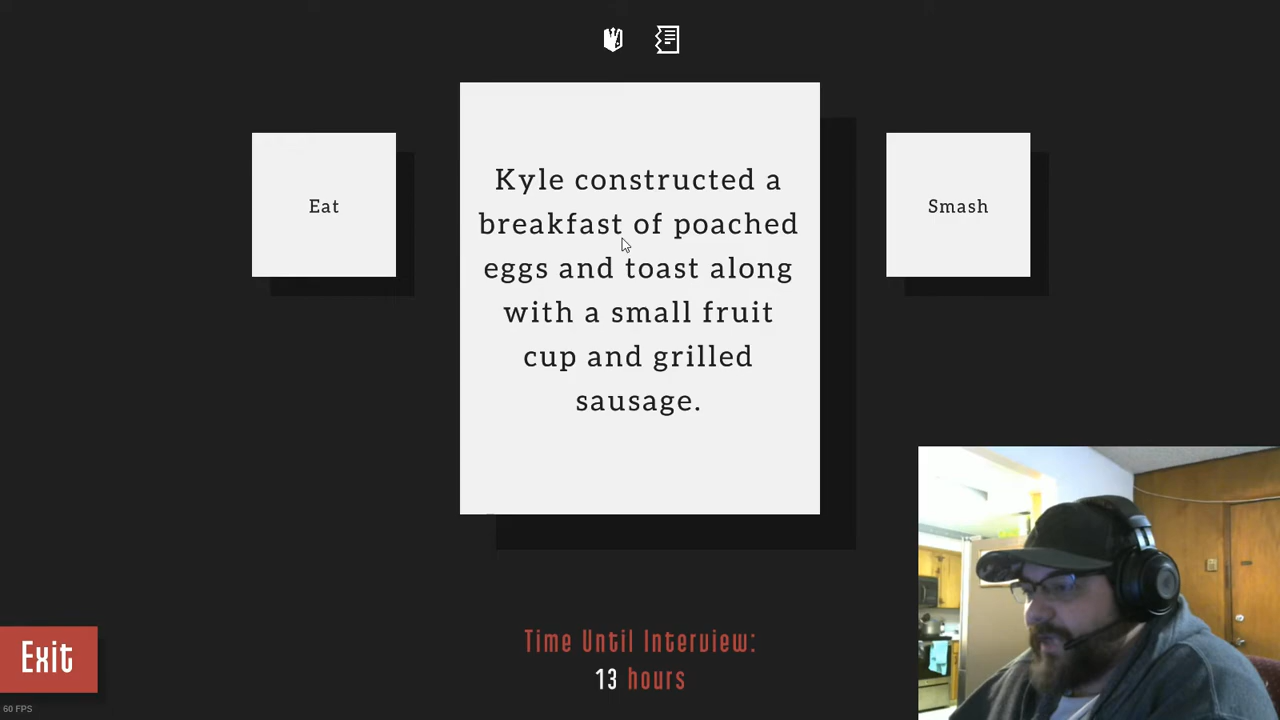 Kyle constructed a
breakfast of poached
eggs and toast along
with a small fruit
cup and grilled
sausage.
Eat
Smash
Time Until Interview:
13 hours
Exit
60 FPS